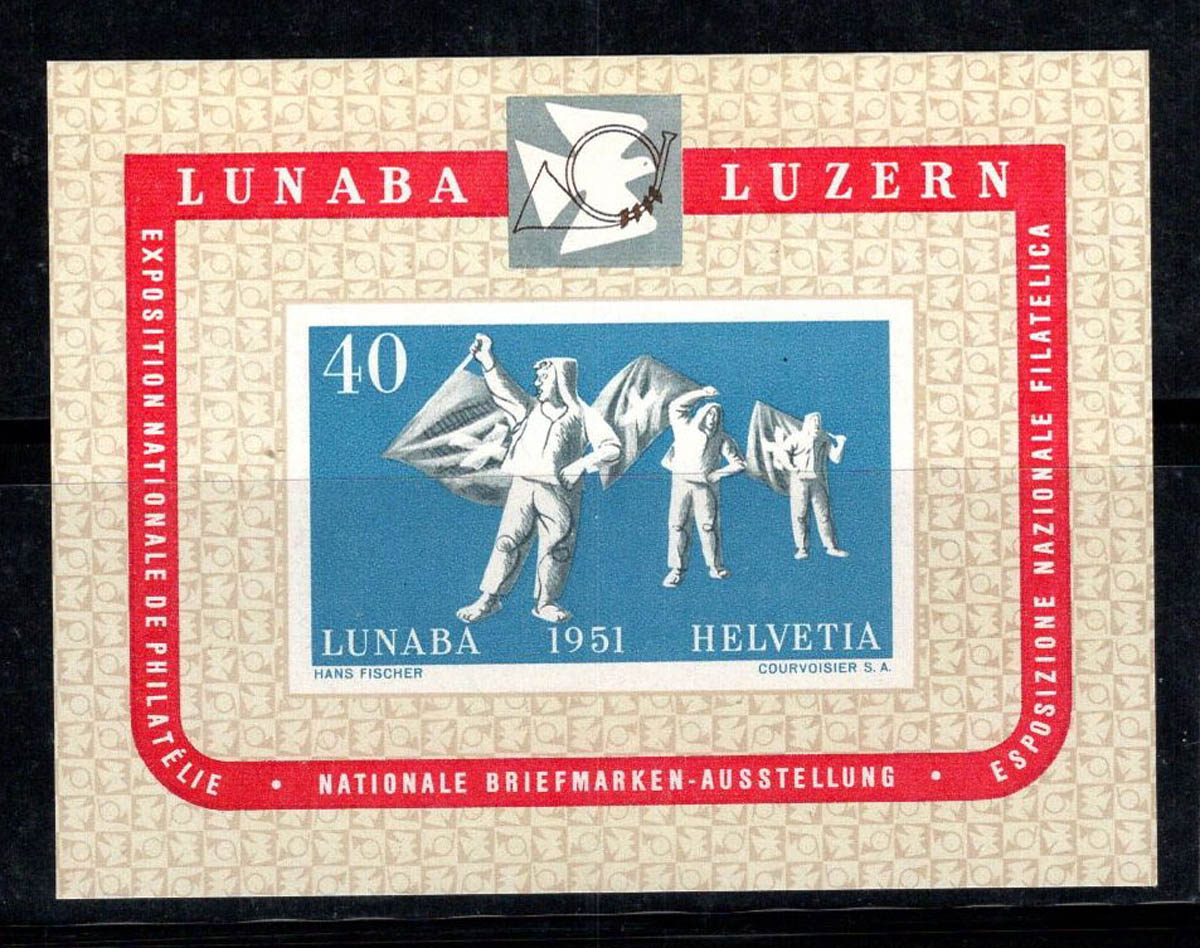 LUNABA LUZERN
EXPOSITION NATIONALE DE PHILATÉLIE
40
LUNABA 1951 HELVETIA
HANS FISCHER COURVOISIER S. A.
• NATIONALE BRIEFMARKEN-AUSSTELLUNG •
ESPOSIZIONE NAZIONALE FILATELICA